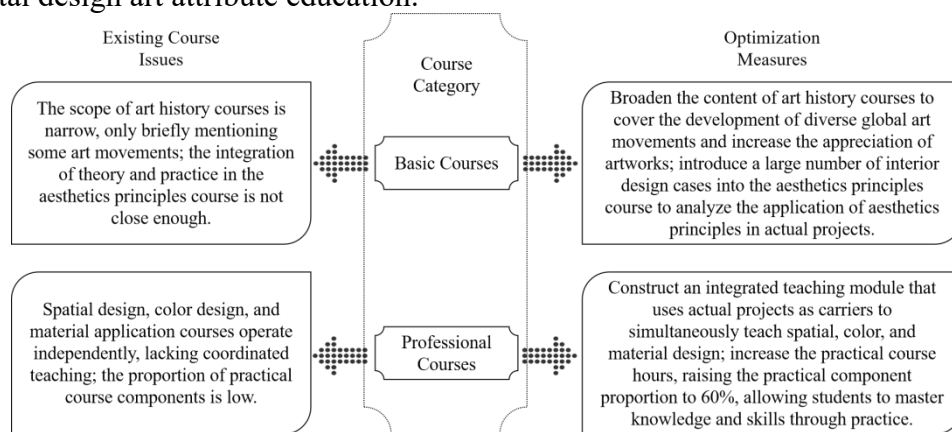 tal design art attribute education.
Existing Course
Issues
Course
Category
Optimization
Measures
The scope of art history courses is
narrow, only briefly mentioning
some art movements; the integration
of theory and practice in the
aesthetics principles course is not
close enough.
Basic Courses
Broaden the content of art history courses to
cover the development of diverse global art
movements and increase the appreciation of
artworks; introduce a large number of interior
design cases into the aesthetics principles
course to analyze the application of aesthetics
principles in actual projects.
Spatial design, color design, and
material application courses operate
independently, lacking coordinated
teaching; the proportion of practical
course components is low.
Professional
Courses
Construct an integrated teaching module that
uses actual projects as carriers to
simultaneously teach spatial, color, and
material design; increase the practical course
hours, raising the practical component
proportion to 60%, allowing students to master
knowledge and skills through practice.